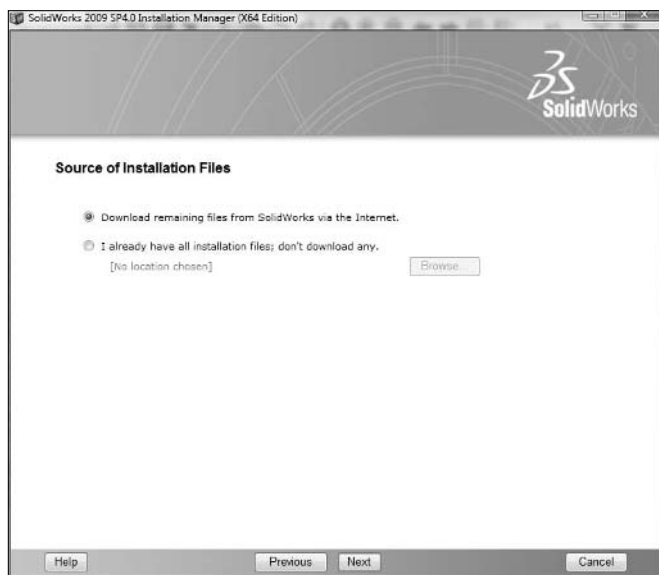 SolidWorks 2009 SP4.0 Installation Manager (X64 Edition)
SolidWorks
Source of Installation Files
Download remaining files from SolidWorks via the Internet.
I already have all installation files; don't download any.
[No location chosen]
Browse...
Help
Previous
Next
Cancel